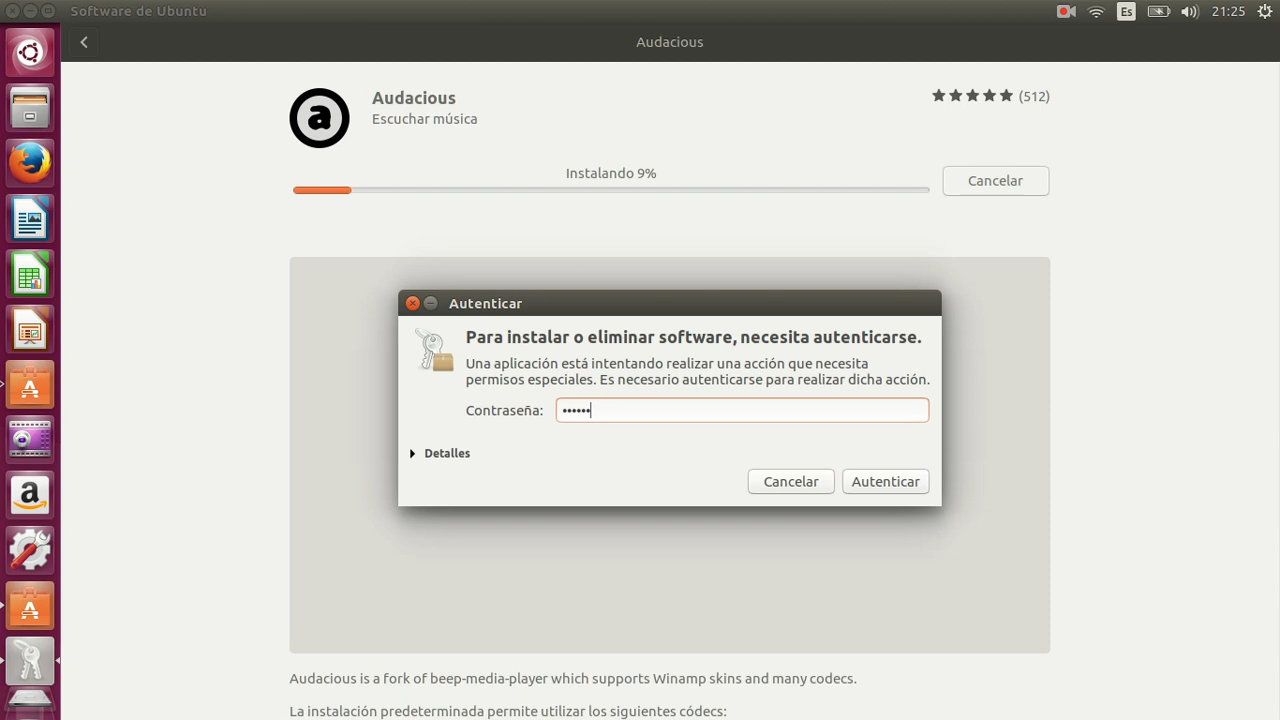 Software de Ubuntu
Es
21:25
Audacious
a
Audacious
Escuchar música
(512)
Instalando 9%
Cancelar
Autenticar
Para instalar o eliminar software, necesita autenticarse.
Una aplicación está intentando realizar una acción que necesita
permisos especiales. Es necesario autenticarse para realizar dicha acción.
Contraseña: ••••••
Detalles
Cancelar
Autenticar
a
Audacious is a fork of beep-media-player which supports Winamp skins and many codecs.
La instalación predeterminada permite utilizar los siguientes códecs: